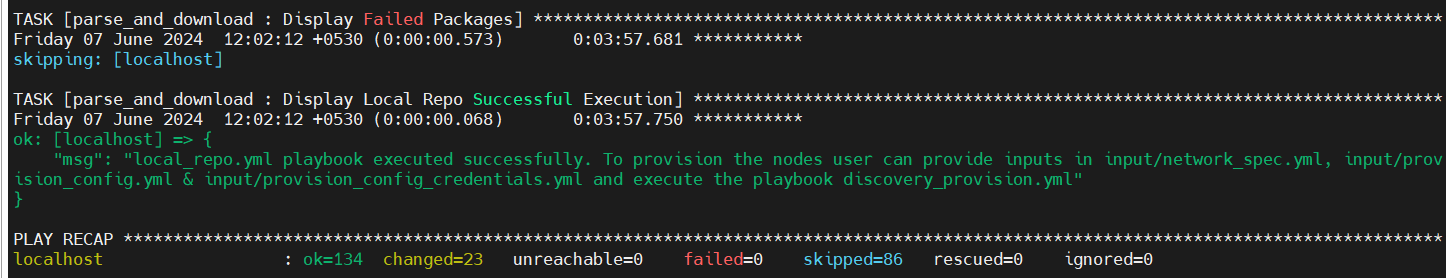 TASK [parse_and_download : Display Failed Packages] *******************************************************************************************
Friday 07 June 2024  12:02:12 +0530 (0:00:00.573)       0:03:57.681 ***********
skipping: [localhost]
TASK [parse_and_download : Display Local Repo Successful Execution] ***************************************************************************
Friday 07 June 2024  12:02:12 +0530 (0:00:00.068)       0:03:57.750 ***********
ok: [localhost] => {
    "msg": "local_repo.yml playbook executed successfully. To provision the nodes user can provide inputs in input/network_spec.yml, input/prov
ision_config.yml & input/provision_config_credentials.yml and execute the playbook discovery_provision.yml"
}
PLAY RECAP ************************************************************************************************************************************
localhost                  : ok=134  changed=23   unreachable=0    failed=0    skipped=86   rescued=0    ignored=0